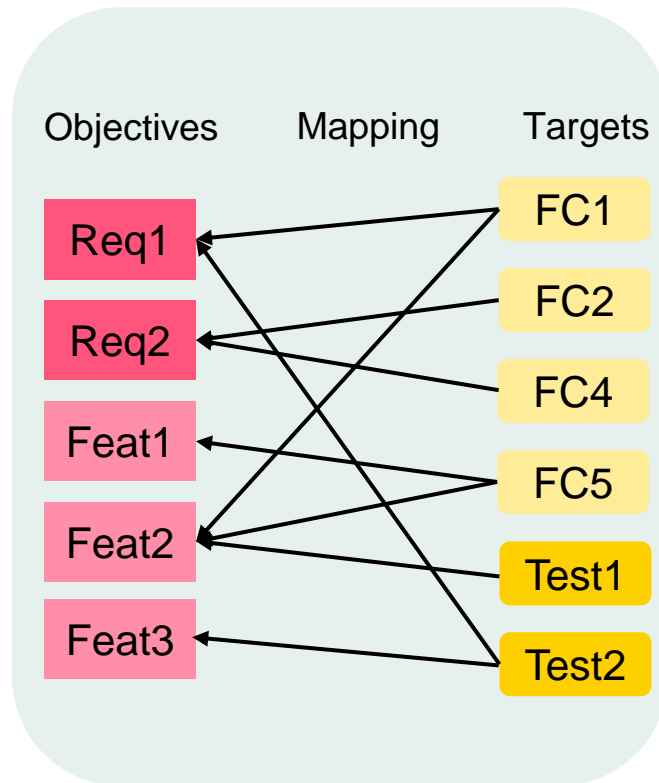 Objectives Mapping Targets
Req1
Req2
Feat1
Feat2
Feat3
FC1
FC2
FC4
FC5
Test1
Test2